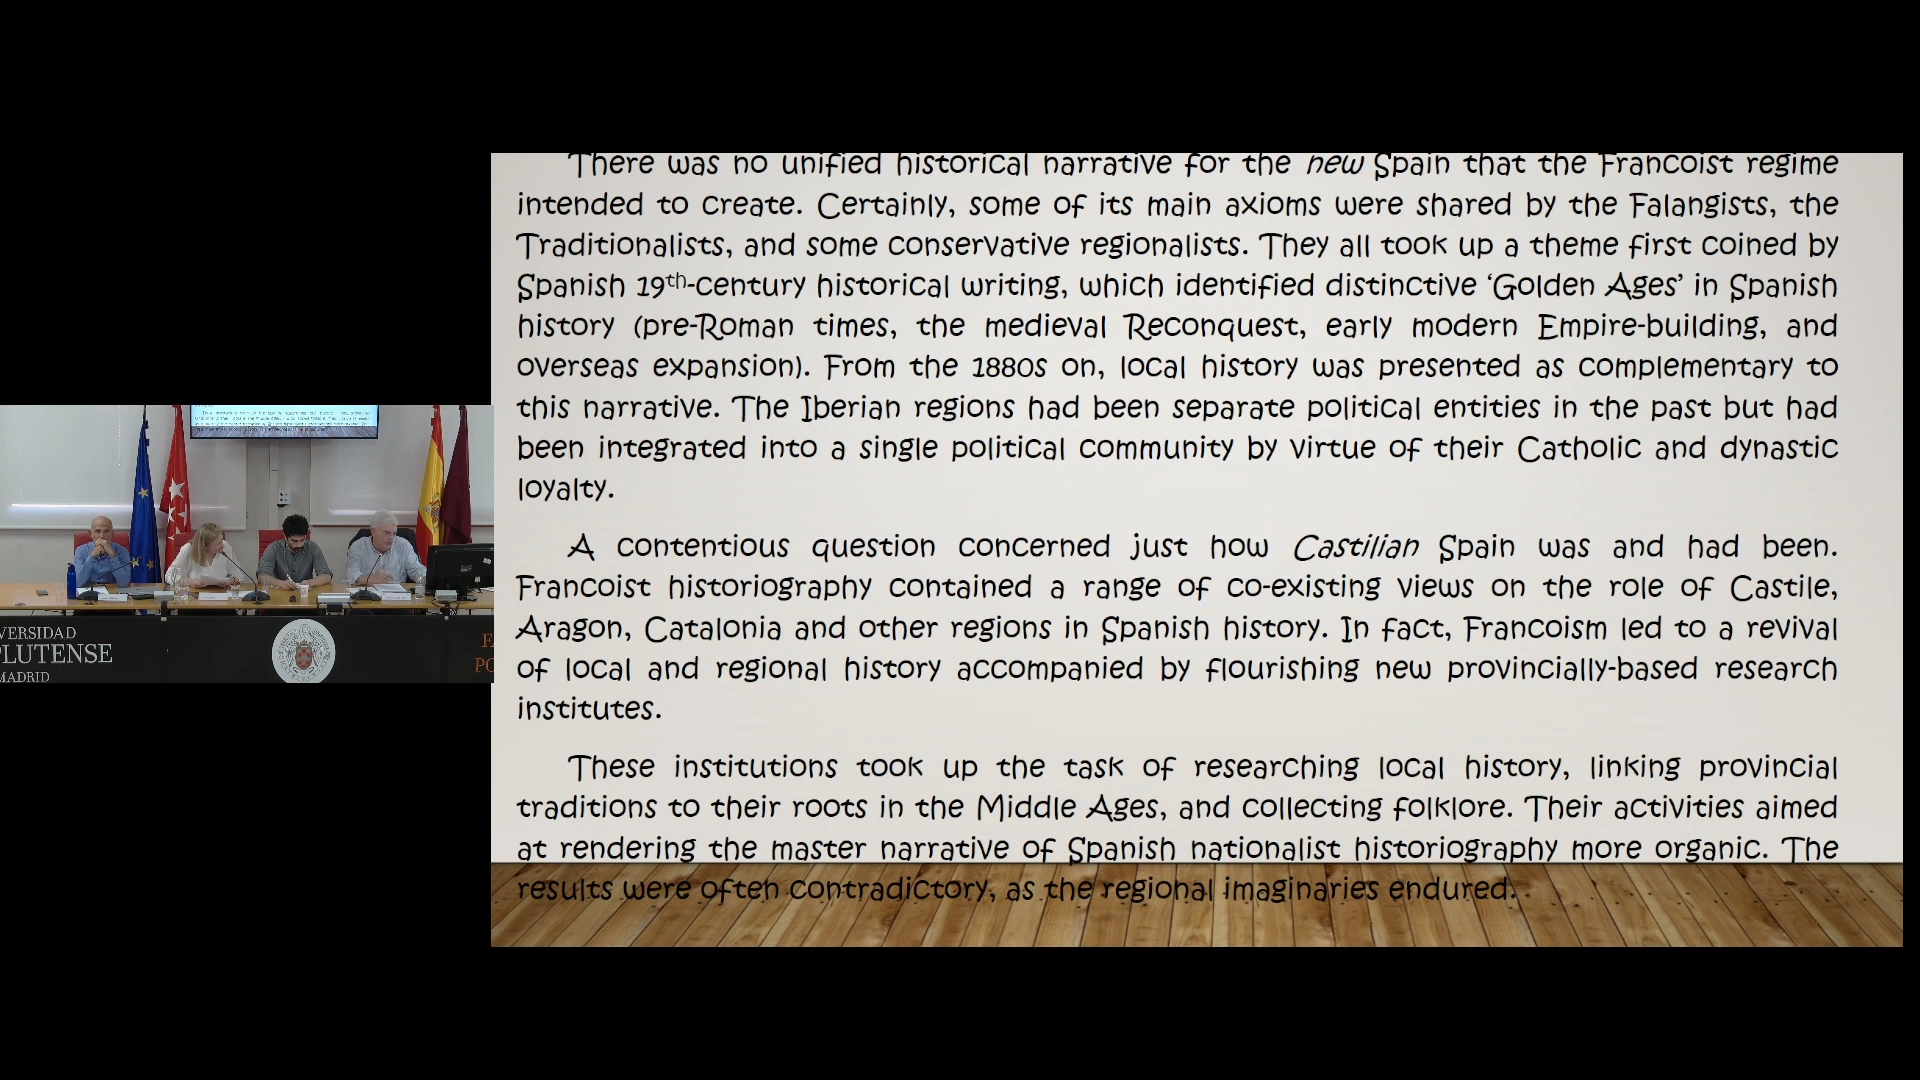 There was no unified historical narrative for the new Spain that the Francoist regime
intended to create. Certainly, some of its main axioms were shared by the Falangists, the
Traditionalists, and some conservative regionalists. They all took up a theme first coined by
Spanish 19th-century historical writing, which identified distinctive ‘Golden Ages’ in Spanish
history (pre-Roman times, the medieval Reconquest, early modern Empire-building, and
overseas expansion). From the 1880s on, local history was presented as complementary to
this narrative. The Iberianregions had been separate political entities in the past but had
been integrated into a single political community by virtue of their Catholic and dynastic
loyalty.
A contentious question concerned just how Castilian Spain was and had been.
Francoist historiography contained a range of co-existing views on the role of Castile,
Aragon, Catalonia and other regions in Spanish history. In fact, Francoism led to a revival
of local and regional history accompanied by flourishing new provincially-based research
institutes.
These institutions took up the task of researching local history, linking provincial
traditions to their roots in the Middle Ages, and collecting folklore. Their activities aimed
at rendering the master narrative of Spanish nationalist historiography more organic. The
results were often contradictory, as the regional imaginaries endured.
VERSIDAD
PLUTENSE
MADRID
FA
PO